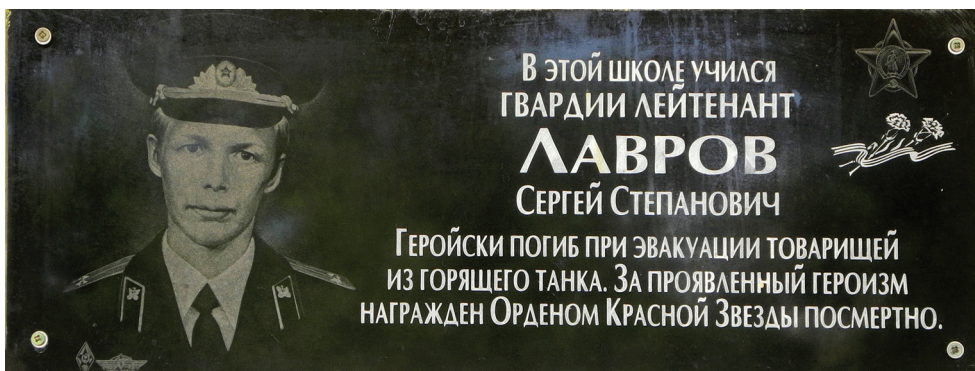 В ЭТОЙ ШКОЛЕ УЧИЛСЯ
ГВАРДИИ ЛЕЙТЕНАНТ
ЛАВРОВ
СЕРГЕЙ СТЕПАНОВИЧ
ГЕРОЙСКИ ПОГИБ ПРИ ЭВАКУАЦИИ ТОВАРИЩЕЙ
ИЗ ГОРЯЩЕГО ТАНКА. ЗА ПРОЯВЛЕННЫЙ ГЕРОИЗМ
НАГРАЖДЕН ОРДЕНОМ КРАСНОЙ ЗВЕЗДЫ ПОСМЕРТНО.